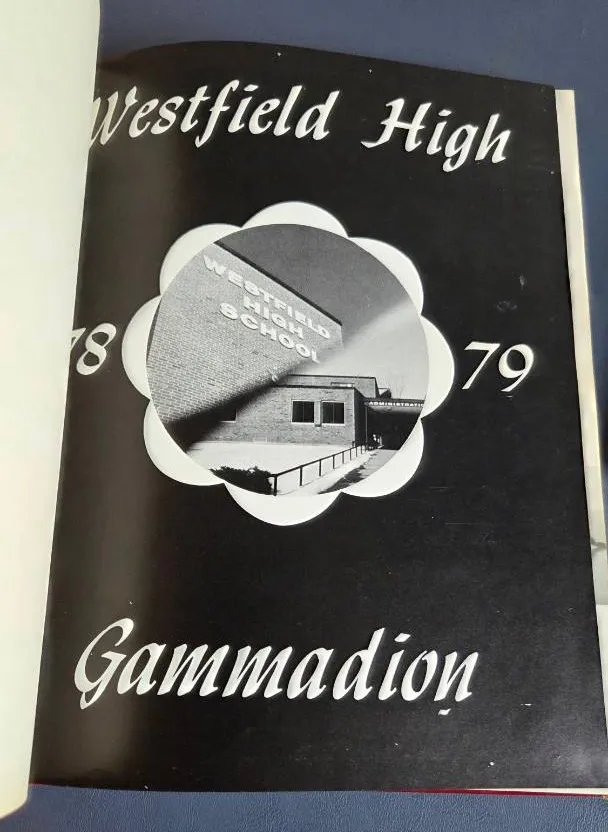 Westfield High
WESTFIELD
HIGH
SCHOOL
ADMINISTRATION
78 79
Gammadion